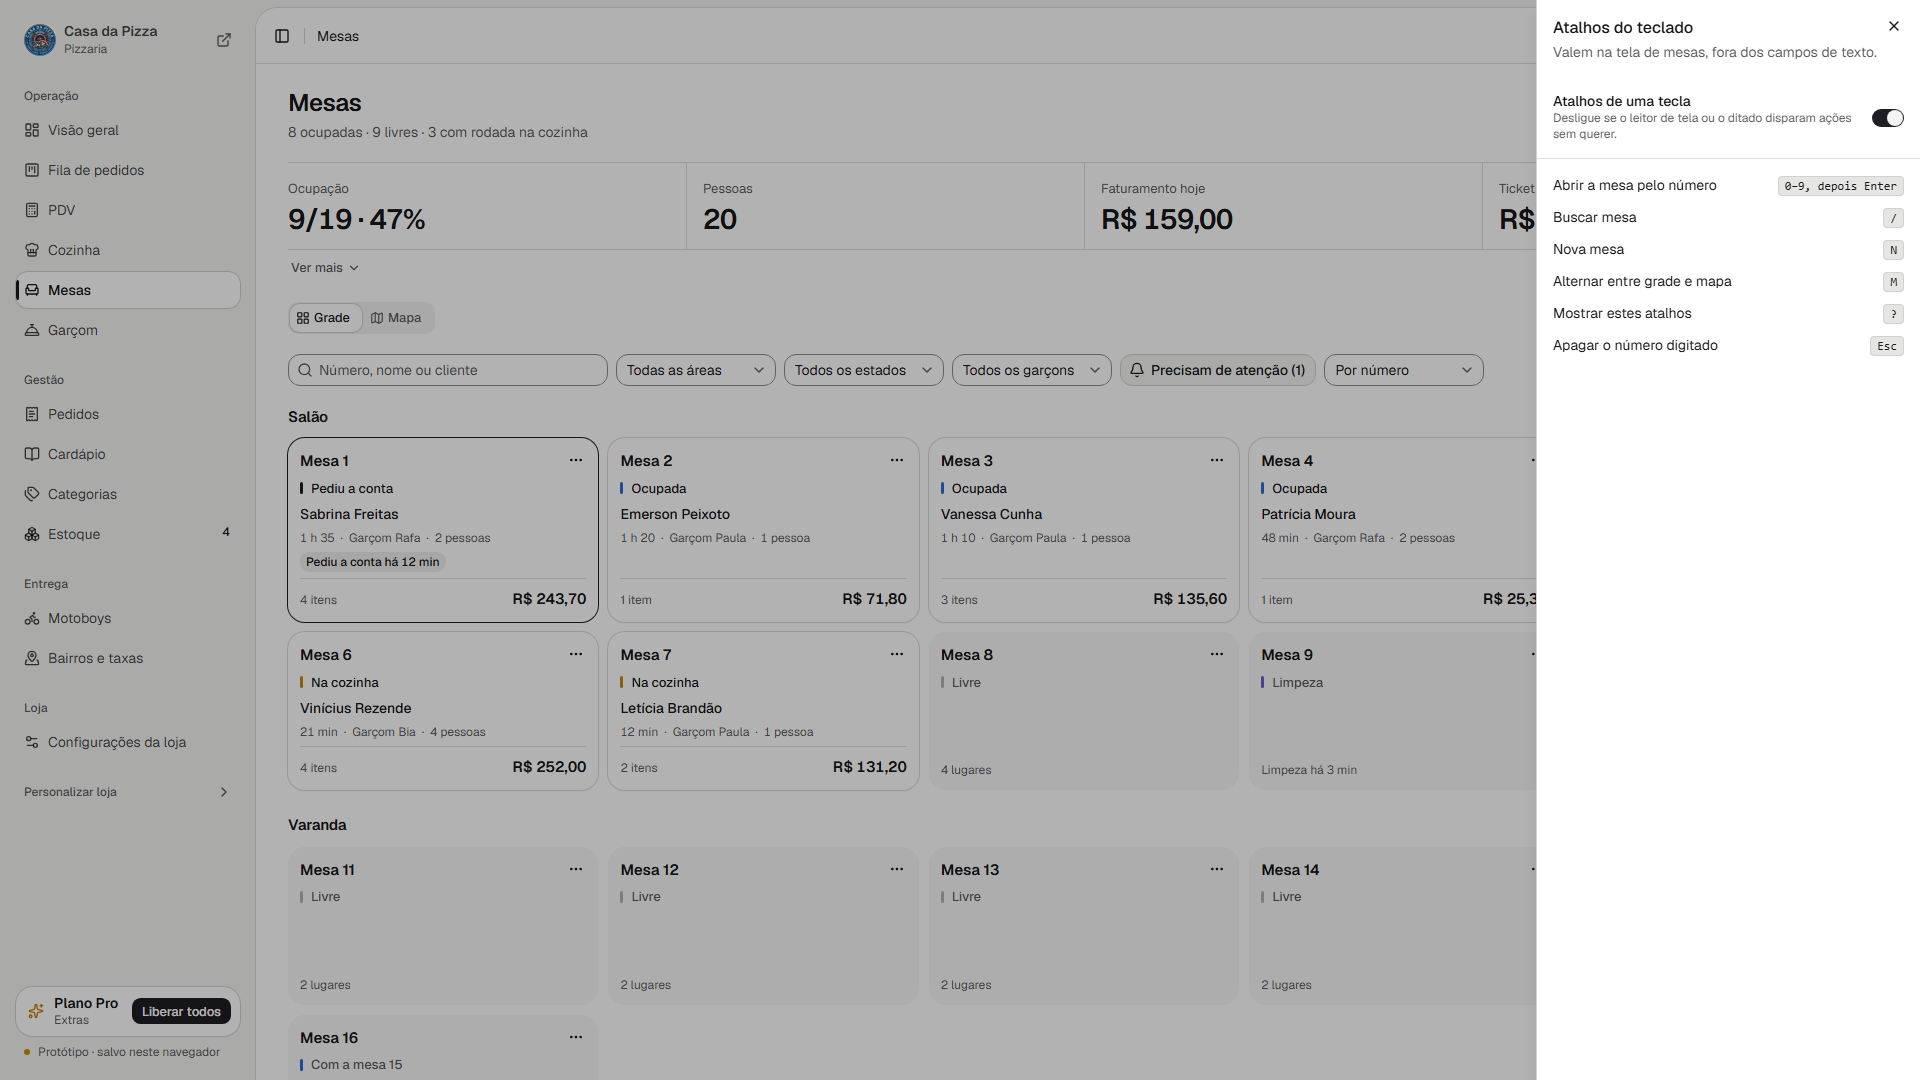 Casa da Pizza
Pizzaria
Operação
Visão geral
Fila de pedidos
PDV
Cozinha
Mesas
Garçom
Gestão
Pedidos
Cardápio
Categorias
Estoque 4
Entrega
Motoboys
Bairros e taxas
Loja
Configurações da loja
Personalizar loja
Plano Pro
Extras
Liberar todos
Protótipo · salvo neste navegador
Mesas
Mesas
8 ocupadas · 9 livres · 3 com rodada na cozinha
Ocupação
9/19 · 47%
Pessoas
20
Faturamento hoje
R$ 159,00
Ticket
R$
Ver mais
Grade
Mapa
Número, nome ou cliente
Todas as áreas
Todos os estados
Todos os garçons
Precisam de atenção (1)
Por número
Salão
Mesa 1
Pediu a conta
Sabrina Freitas
1 h 35 · Garçom Rafa · 2 pessoas
Pediu a conta há 12 min
4 itens R$ 243,70
Mesa 2
Ocupada
Emerson Peixoto
1 h 20 · Garçom Paula · 1 pessoa
1 item R$ 71,80
Mesa 3
Ocupada
Vanessa Cunha
1 h 10 · Garçom Paula · 1 pessoa
3 itens R$ 135,60
Mesa 4
Ocupada
Patrícia Moura
48 min · Garçom Rafa · 2 pessoas
1 item R$ 25,3
Mesa 6
Na cozinha
Vinícius Rezende
21 min · Garçom Bia · 4 pessoas
4 itens R$ 252,00
Mesa 7
Na cozinha
Letícia Brandão
12 min · Garçom Paula · 1 pessoa
2 itens R$ 131,20
Mesa 8
Livre
4 lugares
Mesa 9
Limpeza
Limpeza há 3 min
Varanda
Mesa 11
Livre
2 lugares
Mesa 12
Livre
2 lugares
Mesa 13
Livre
2 lugares
Mesa 14
Livre
2 lugares
Mesa 16
Com a mesa 15
Atalhos do teclado
Valem na tela de mesas, fora dos campos de texto.
Atalhos de uma tecla
Desligue se o leitor de tela ou o ditado disparam ações
sem querer.
Abrir a mesa pelo número 0–9, depois Enter
Buscar mesa /
Nova mesa N
Alternar entre grade e mapa M
Mostrar estes atalhos ?
Apagar o número digitado Esc